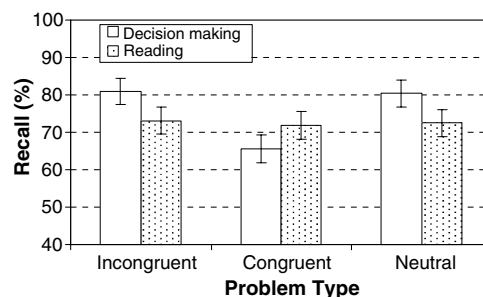 100
90
80
70
60
50
40
Recall (%)
Decision making
Reading
Incongruent Congruent Neutral
Problem Type